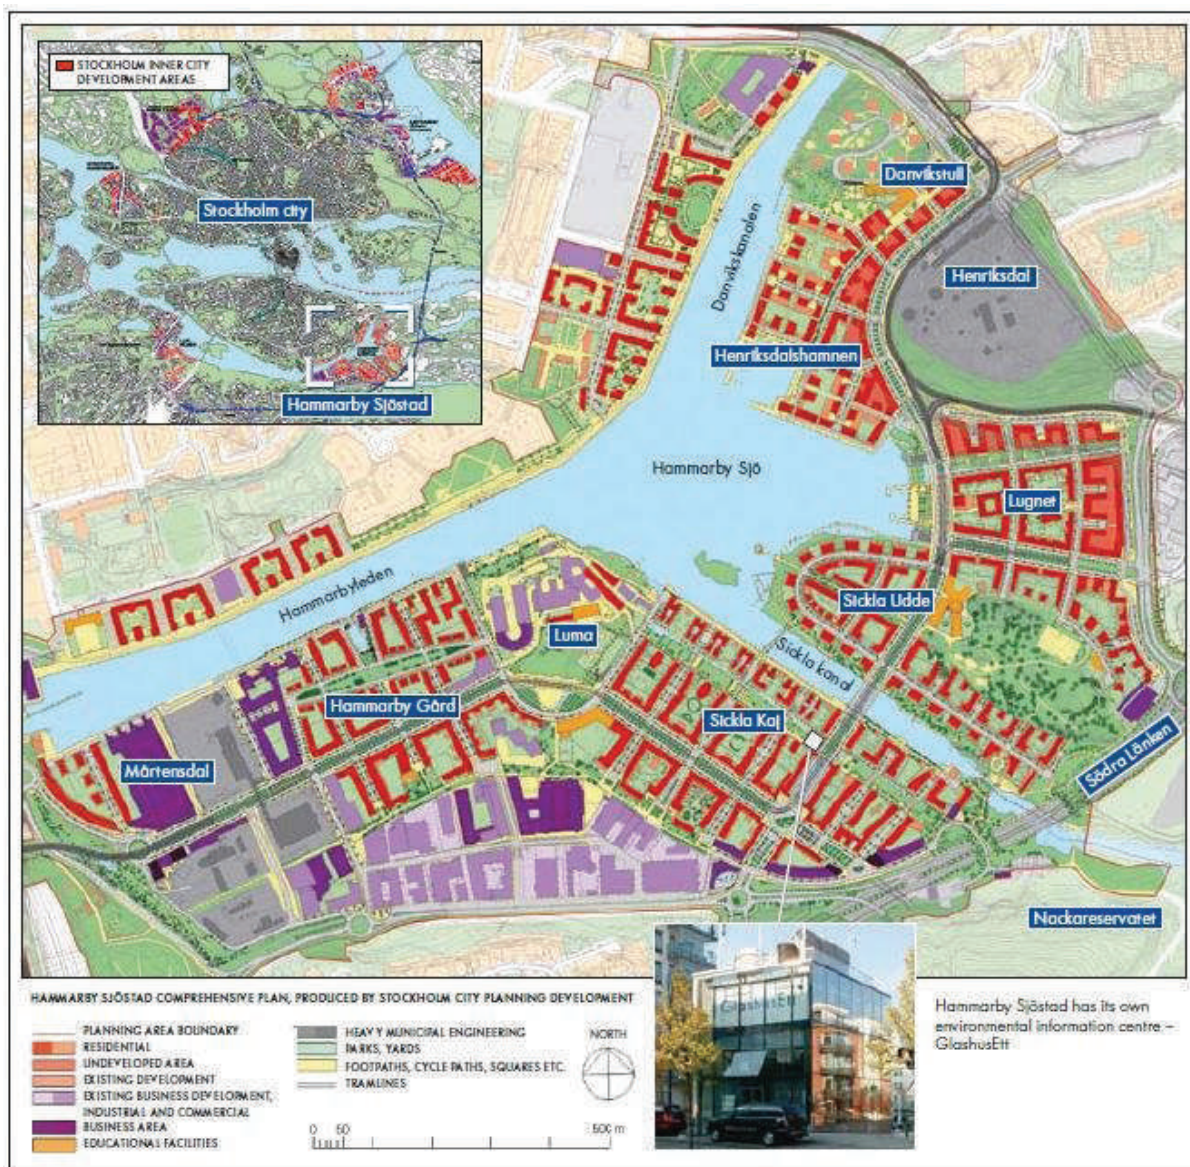 STOCKHOLM INNER CITY
DEVELOPMENT AREAS
Stockholm city
Hammarby Sjöstad
Danvikstull
Danvikskanalen
Henriksdal
Henriksdalshamnen
Hammarby Sjö
Lugnet
Hammarbyleden
Sickla Udde
Luma
Sickla kanal
Hammarby Gård
Sickla Kaj
Mårtensdal
Södra Länken
Nackareservatet
HAMMARBY SJÖSTAD COMPREHENSIVE PLAN, PRODUCED BY STOCKHOLM CITY PLANNING DEVELOPMENT
PLANNING AREA BOUNDARY
RESIDENTIAL
UNDEVELOPED AREA
EXISTING DEVELOPMENT
EXISTING BUSINESS DEVELOPMENT,
INDUSTRIAL AND COMMERCIAL
BUSINESS AREA
EDUCATIONAL FACILITIES
HEAVY MUNICIPAL ENGINEERING
PARKS, YARDS
FOOTPATHS, CYCLE PATHS, SQUARES ETC.
TRAMLINES
NORTH
0 50 500 m
GlashusEtt
Hammarby Sjöstad has its own
environmental information centre –
GlashusEtt